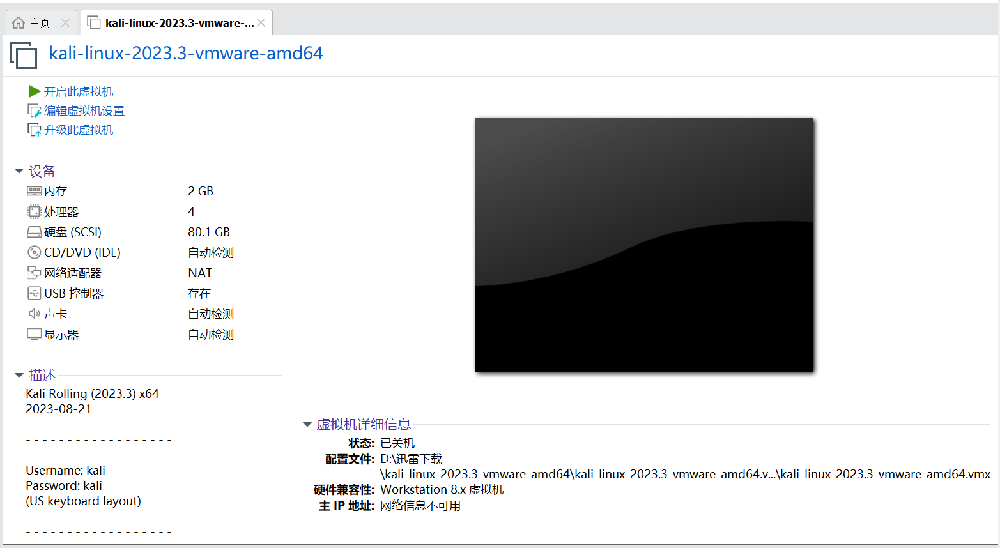 主页
kali-linux-2023.3-vmware-...
kali-linux-2023.3-vmware-amd64
开启此虚拟机
编辑虚拟机设置
升级此虚拟机
设备
内存 2 GB
处理器 4
硬盘 (SCSI) 80.1 GB
CD/DVD (IDE) 自动检测
网络适配器 NAT
USB 控制器 存在
声卡 自动检测
显示器 自动检测
描述
Kali Rolling (2023.3) x64
2023-08-21
- - - - - - - - - - - - - - - - - -
Username: kali
Password: kali
(US keyboard layout)
- - - - - - - - - - - - - - - - - -
虚拟机详细信息
状态: 已关机
配置文件: D:\迅雷下载
\kali-linux-2023.3-vmware-amd64\kali-linux-2023.3-vmware-amd64.v...\kali-linux-2023.3-vmware-amd64.vmx
硬件兼容性: Workstation 8.x 虚拟机
主 IP 地址: 网络信息不可用